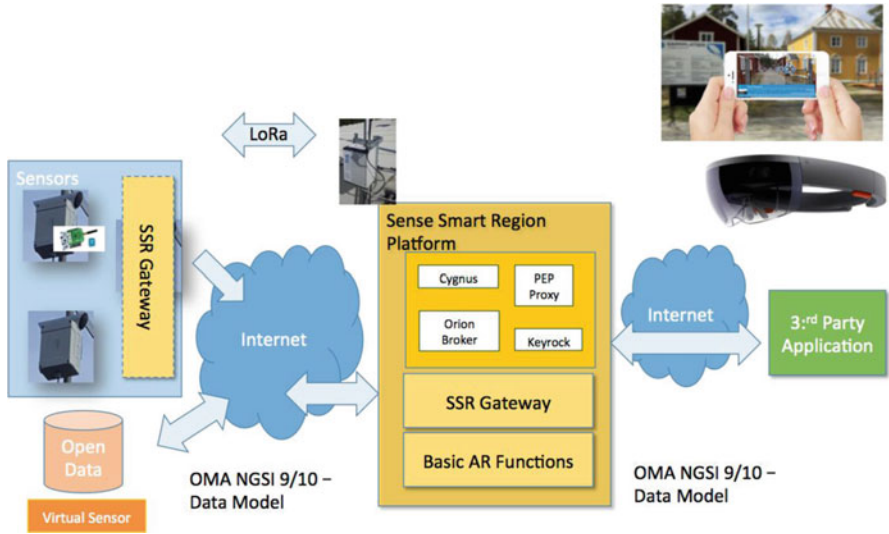 LoRa
Sensors
SSR Gateway
Internet
Open
Data
Virtual Sensor
OMA NGSI 9/10 –
Data Model
Sense Smart Region
Platform
Cygnus
PEP
Proxy
Orion
Broker
Keyrock
SSR Gateway
Basic AR Functions
Internet
OMA NGSI 9/10 –
Data Model
3:rd Party
Application